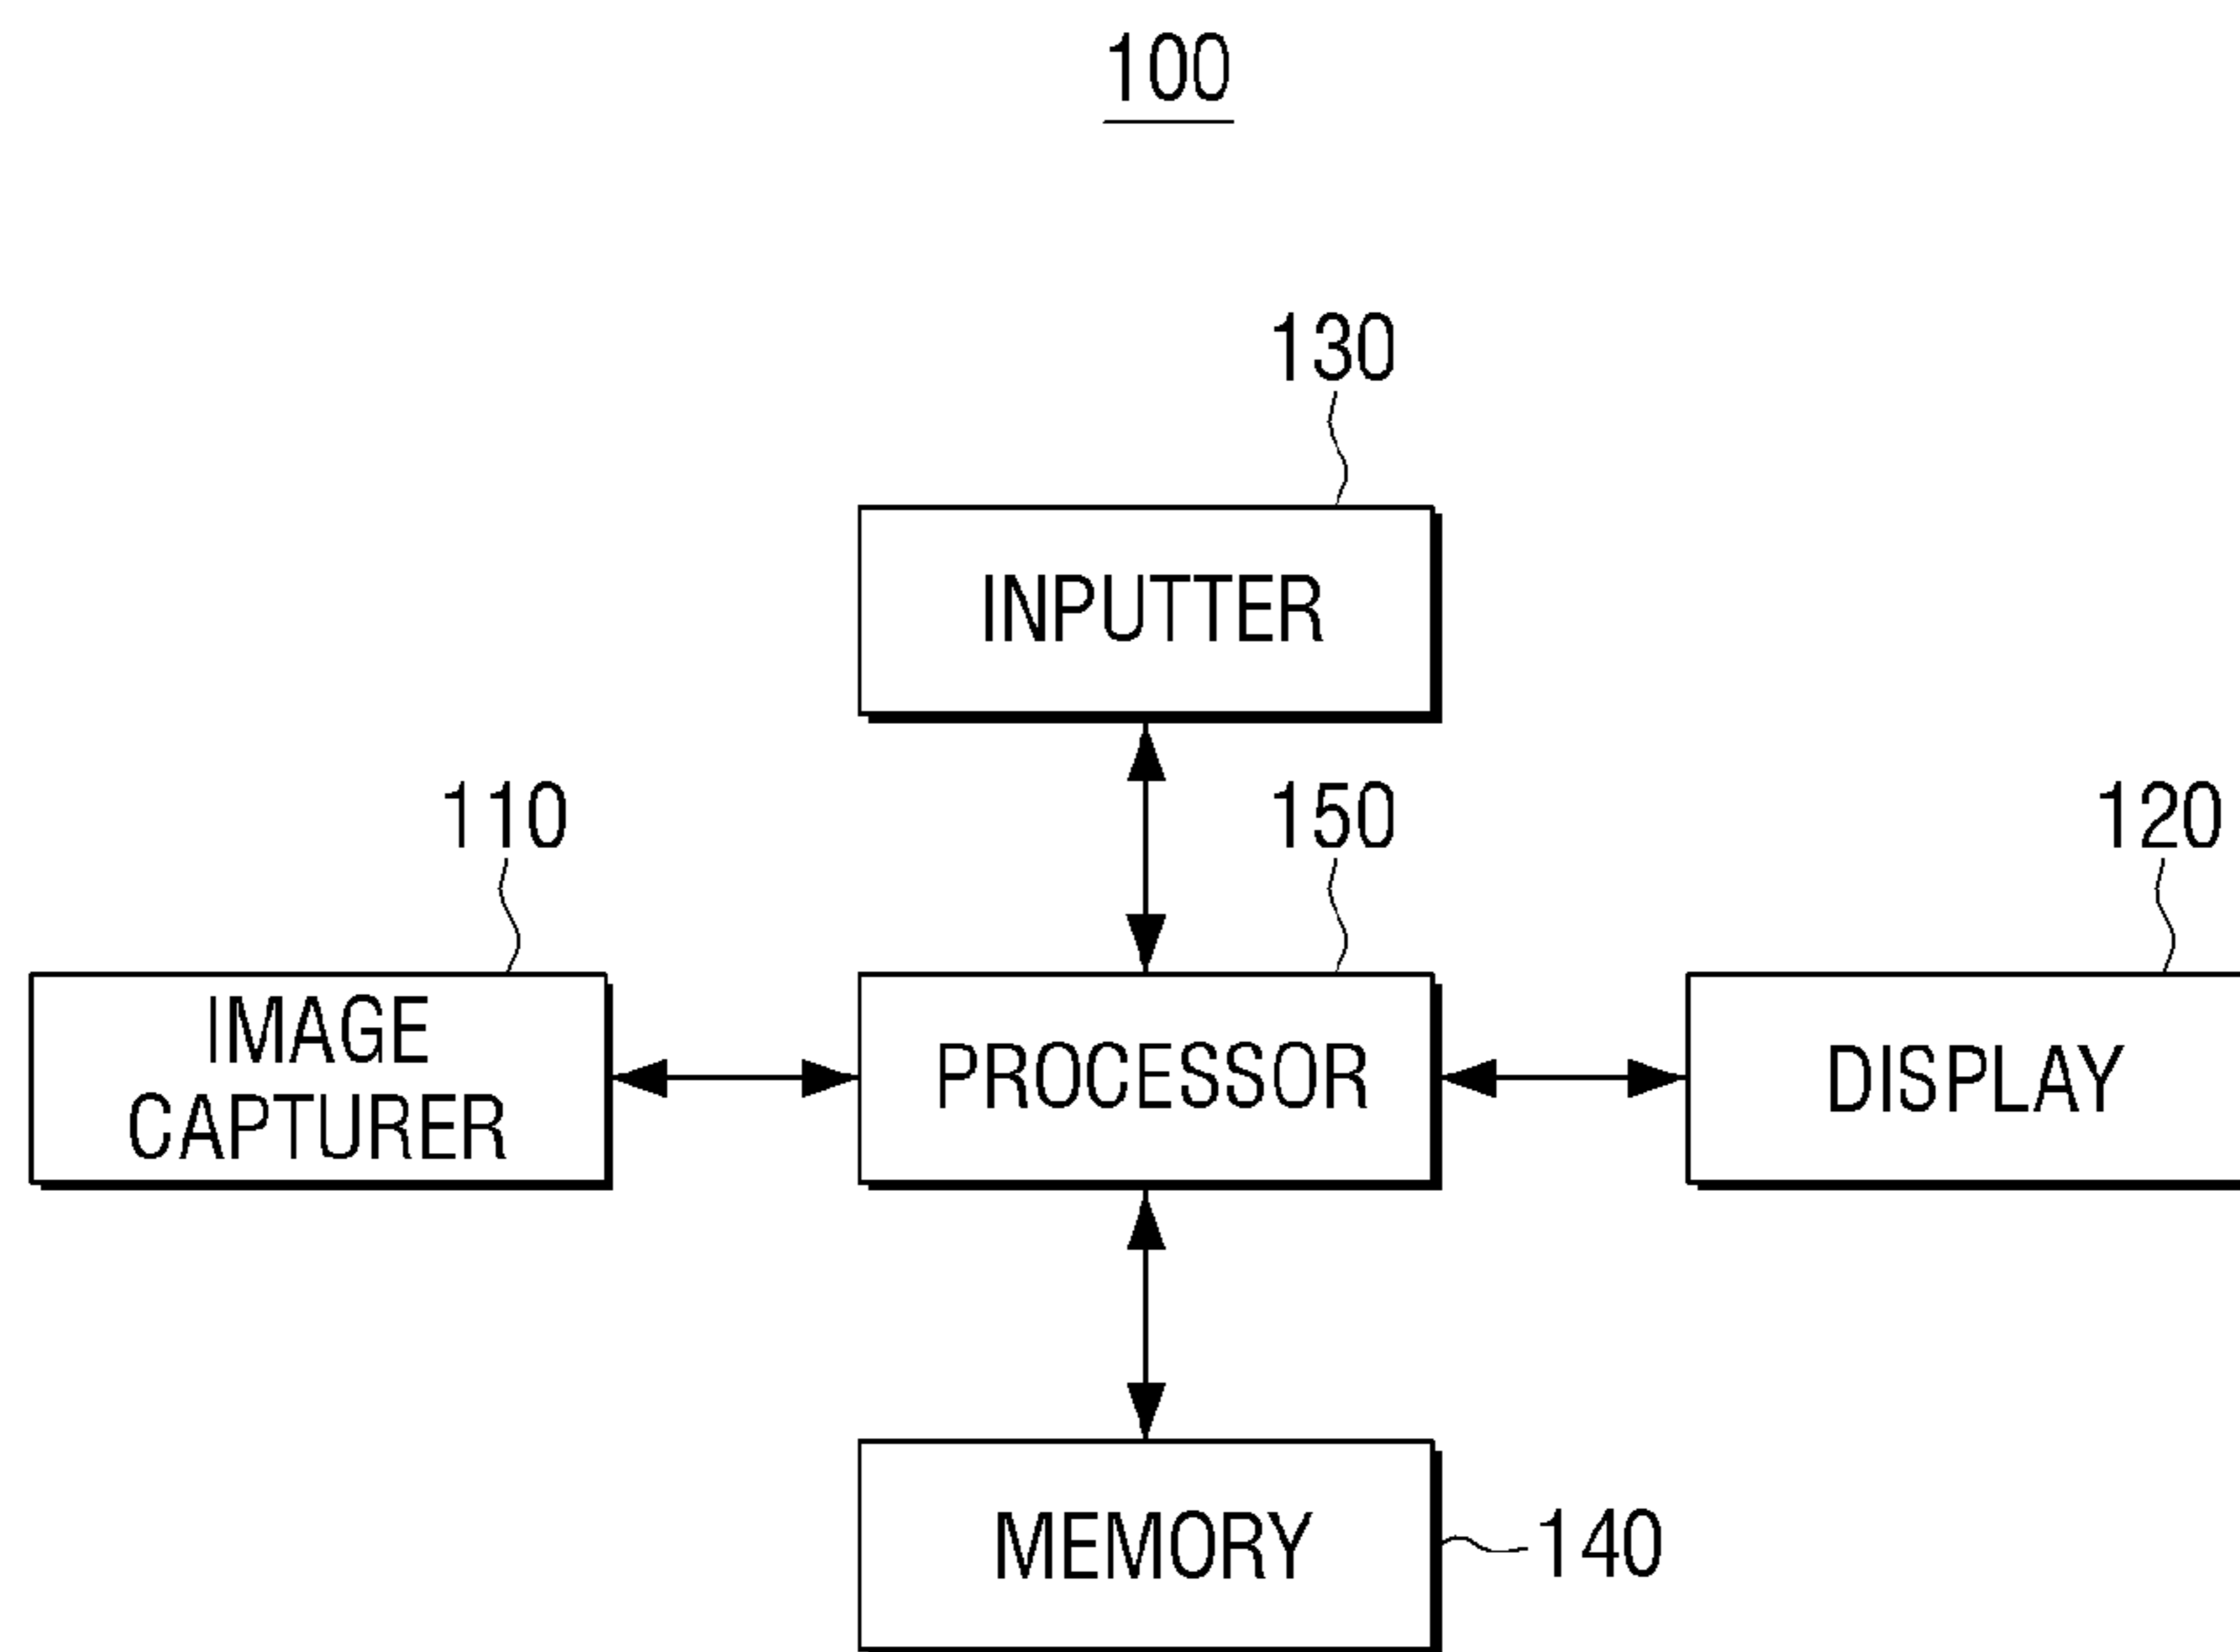 100
130
INPUTTER
110
150
120
IMAGE
CAPTURER
PROCESSOR
DISPLAY
MEMORY
140